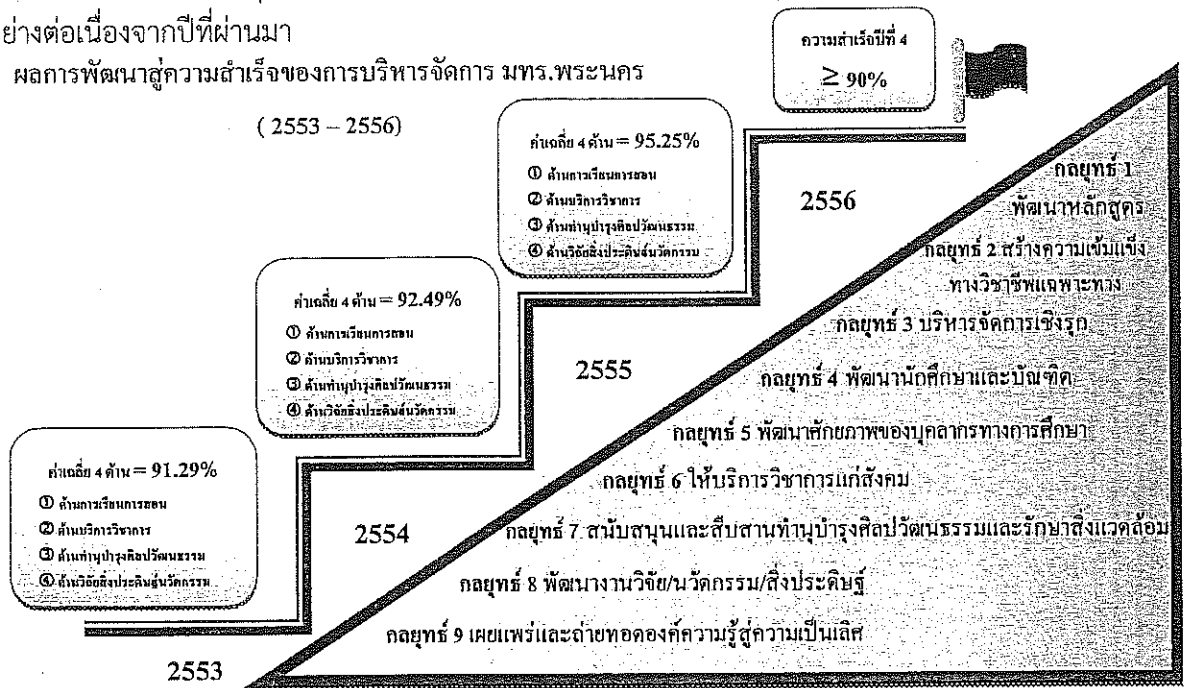 ย่างต่อเนื่องจากปีที่ผ่านมา
ผลการพัฒนาสู่ความสำเร็จของการบริหารจัดการ มทร.พระนคร
( 2553 – 2556)
ความสำเร็จปีที่ 4
≥ 90%
ค่าเฉลี่ย 4 ด้าน = 95.25%
① ด้านการเรียนการสอน
② ด้านบริการวิชาการ
③ ด้านทำนุบำรุงศิลปวัฒนธรรม
④ ด้านวิจัยสิ่งประดิษฐ์นวัตกรรม
2556
ค่าเฉลี่ย 4 ด้าน = 92.49%
① ด้านการเรียนการสอน
② ด้านบริการวิชาการ
③ ด้านทำนุบำรุงศิลปวัฒนธรรม
④ ด้านวิจัยสิ่งประดิษฐ์นวัตกรรม
2555
ค่าเฉลี่ย 4 ด้าน = 91.29%
① ด้านการเรียนการสอน
② ด้านบริการวิชาการ
③ ด้านทำนุบำรุงศิลปวัฒนธรรม
④ ด้านวิจัยสิ่งประดิษฐ์นวัตกรรม
2554
2553
กลยุทธ์ 1
พัฒนาหลักสูตร
กลยุทธ์ 2 สร้างความเข้มแข็ง
ทางวิชาชีพเฉพาะทาง
กลยุทธ์ 3 บริหารจัดการเชิงรุก
กลยุทธ์ 4 พัฒนานักศึกษาและบัณฑิต
กลยุทธ์ 5 พัฒนาศักยภาพของบุคลากรทางการศึกษา
กลยุทธ์ 6 ให้บริการวิชาการแก่สังคม
กลยุทธ์ 7 สนับสนุนและสืบสานทำนุบำรุงศิลปวัฒนธรรมและรักษาสิ่งแวดล้อม
กลยุทธ์ 8 พัฒนางานวิจัย/นวัตกรรม/สิ่งประดิษฐ์
กลยุทธ์ 9 เผยแพร่และถ่ายทอดองค์ความรู้สู่ความเป็นเลิศ